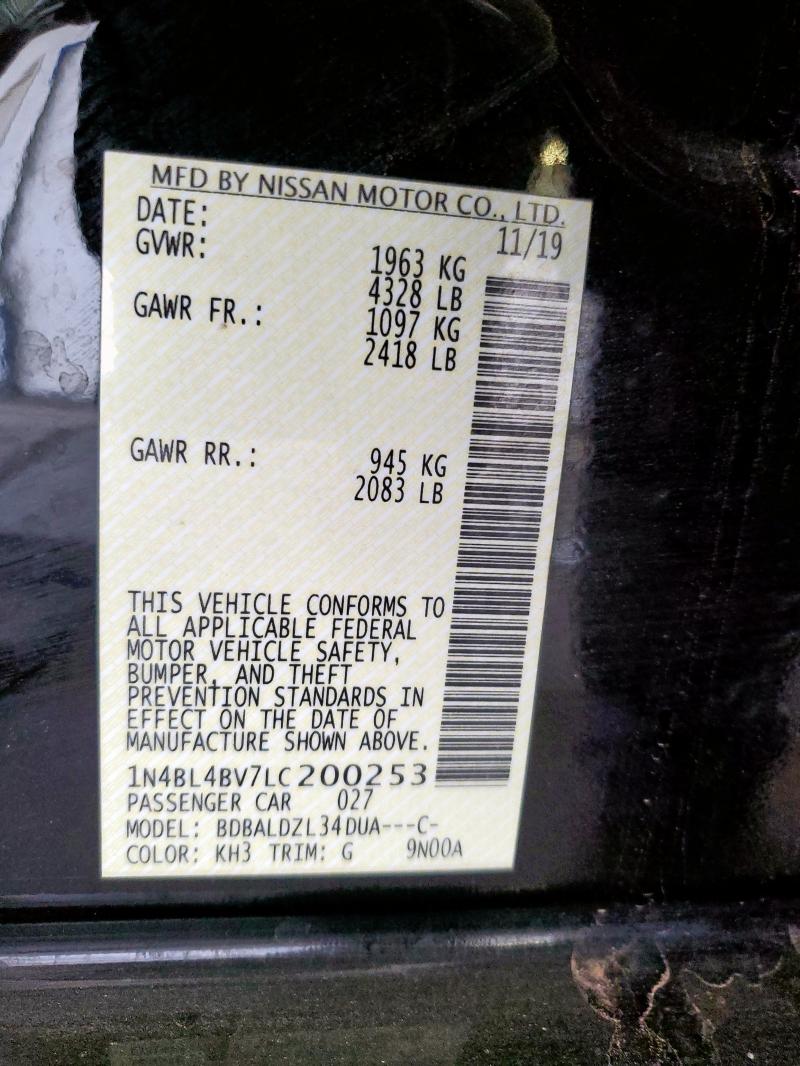 MFD BY NISSAN MOTOR CO., LTD.
DATE: 11/19
GVWR: 1963 KG
4328 LB
GAWR FR.: 1097 KG
2418 LB
GAWR RR.: 945 KG
2083 LB
THIS VEHICLE CONFORMS TO
ALL APPLICABLE FEDERAL
MOTOR VEHICLE SAFETY,
BUMPER, AND THEFT
PREVENTION STANDARDS IN
EFFECT ON THE DATE OF
MANUFACTURE SHOWN ABOVE.
1N4BL4BV7LC200253
PASSENGER CAR 027
MODEL: BDBALDZL34DUA---C-
COLOR: KH3 TRIM: G 9N00A